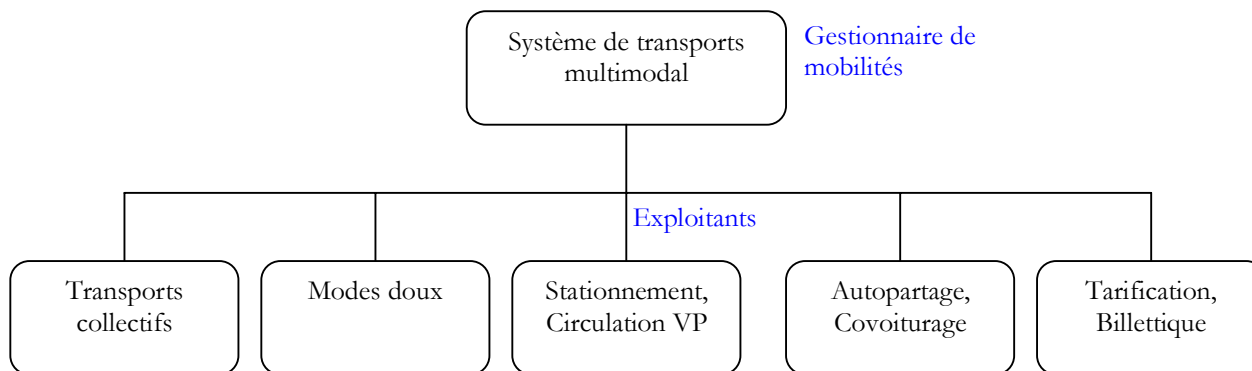 Système de transports
multimodal
Gestionnaire de
mobilités
Exploitants
Transports
collectifs
Modes doux
Stationnement,
Circulation VP
Autopartage,
Covoiturage
Tarification,
Billettique